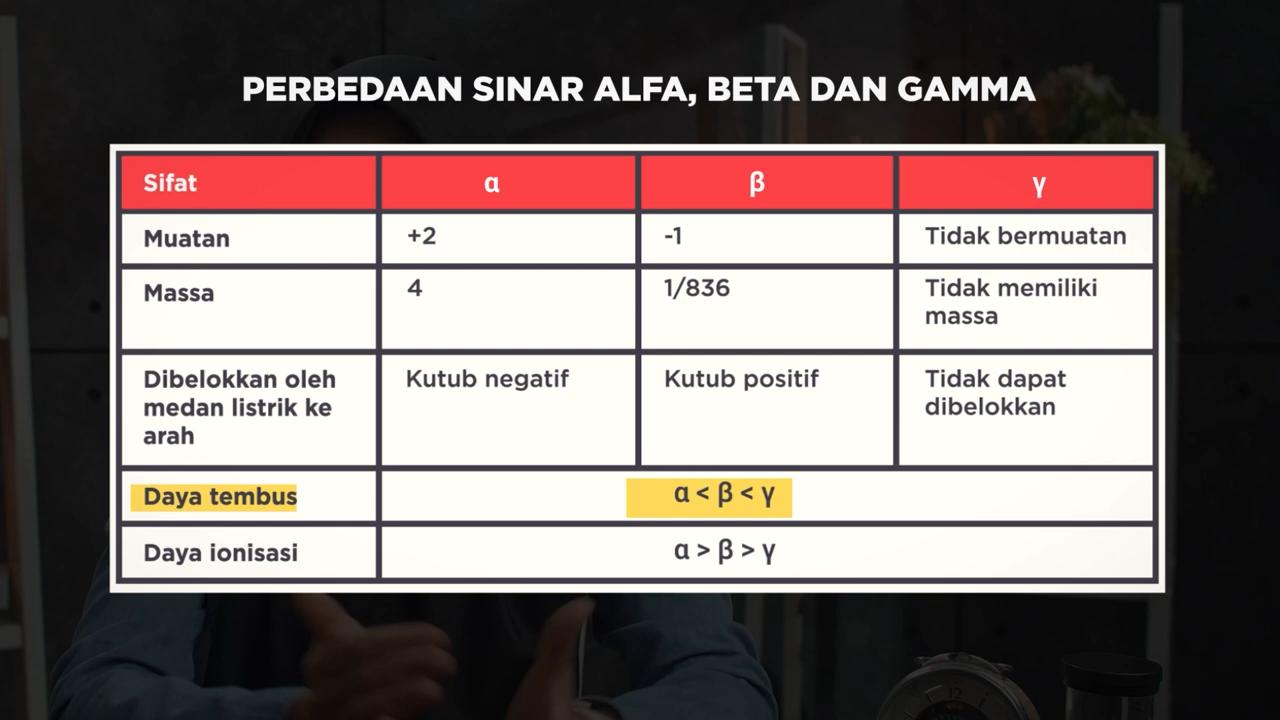 PERBEDAAN SINAR ALFA, BETA DAN GAMMA
Sifat α β γ
Muatan +2 -1 Tidak bermuatan
Massa 4 1/836 Tidak memiliki
massa
Dibelokkan oleh Kutub negatif Kutub positif Tidak dapat
medan listrik ke dibelokkan
arah
Daya tembus α < β < γ
Daya ionisasi α > β > γ
12